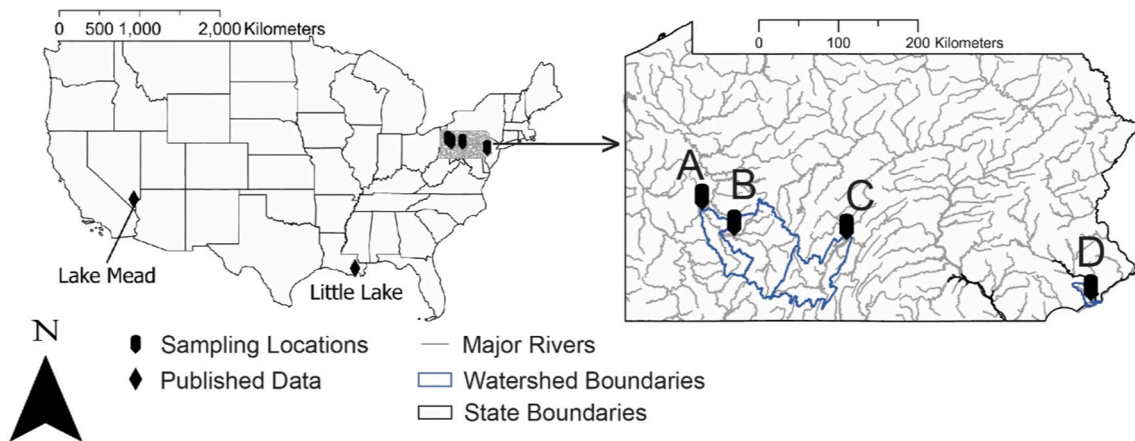 0 500 1,000 2,000 Kilometers
0 100 200 Kilometers
A
B
C
D
Lake Mead
Little Lake
N
Sampling Locations
Published Data
Major Rivers
Watershed Boundaries
State Boundaries